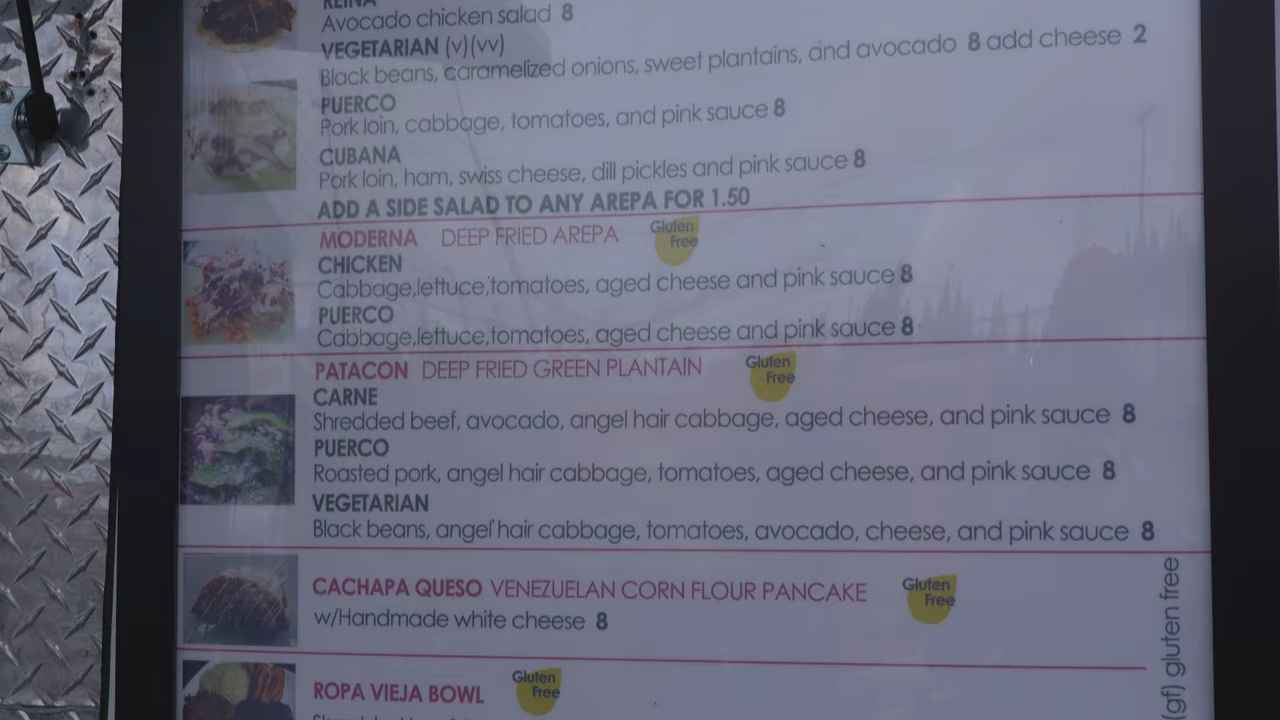 REINA
Avocado chicken salad 8
VEGETARIAN (v)(vv)
Black beans, caramelized onions, sweet plantains, and avocado 8 add cheese 2
PUERCO
Pork loin, cabbage, tomatoes, and pink sauce 8
CUBANA
Pork loin, ham, swiss cheese, dill pickles and pink sauce 8
ADD A SIDE SALAD TO ANY AREPA FOR 1.50
MODERNA DEEP FRIED AREPA Gluten Free
CHICKEN
Cabbage,lettuce,tomatoes, aged cheese and pink sauce 8
PUERCO
Cabbage,lettuce,tomatoes, aged cheese and pink sauce 8
PATACON DEEP FRIED GREEN PLANTAIN Gluten Free
CARNE
Shredded beef, avocado, angel hair cabbage, aged cheese, and pink sauce 8
PUERCO
Roasted pork, angel hair cabbage, tomatoes, aged cheese, and pink sauce 8
VEGETARIAN
Black beans, angel hair cabbage, tomatoes, avocado, cheese, and pink sauce 8
CACHAPA QUESO VENEZUELAN CORN FLOUR PANCAKE Gluten Free
w/Handmade white cheese 8
ROPA VIEJA BOWL Gluten Free
(gf) gluten free